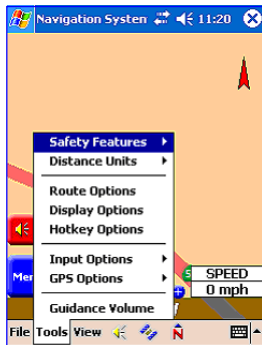 Navigation System 11:20
Safety Features
Distance Units
Route Options
Display Options
Hotkey Options
Input Options
GPS Options
Guidance Volume
Men
S
SPEED
0 mph
File Tools View N